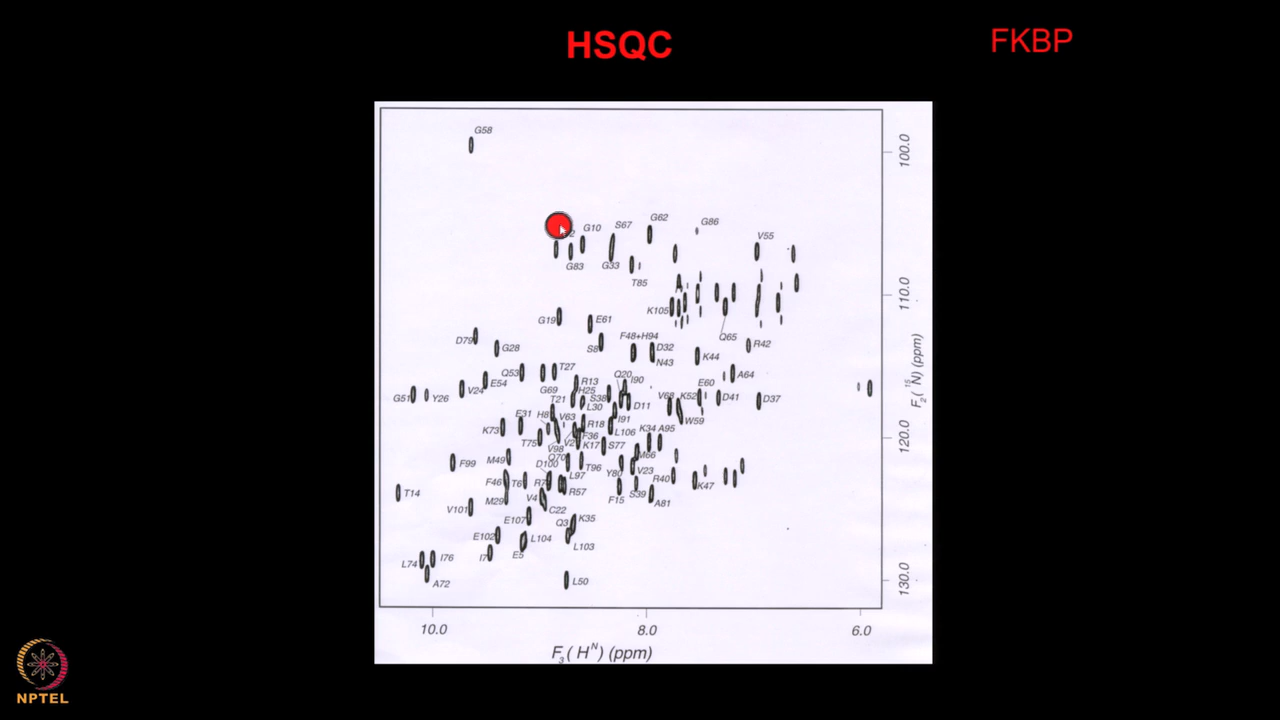 HSQC
FKBP
G58
G10
S67
G62
G86
V55
G83
G33
T85
K105
Q65
G19
E61
D79
G28
S8
F48+H94
D32
N43
K44
R42
A64
Q53
T27
E54
G69
R13
H25
Q20
I90
G51
Y26
V24
T21
L30
S38
D11
V68
K52
E60
D41
D37
W59
I91
E31
V63
R18
K73
T75
V98
F36
K17
S77
L106
K34
A95
M66
F99
M49
Q70
D100
T96
Y80
V23
R40
K47
F46
L97
R57
T14
M29
V4
C22
F15
S39
A81
V101
E107
Q3
K35
E102
L104
L103
I7
E5
L74
I76
A72
L50
100.0
110.0
120.0
130.0
F2(15N) (ppm)
10.0
8.0
6.0
F3(HN) (ppm)
NPTEL